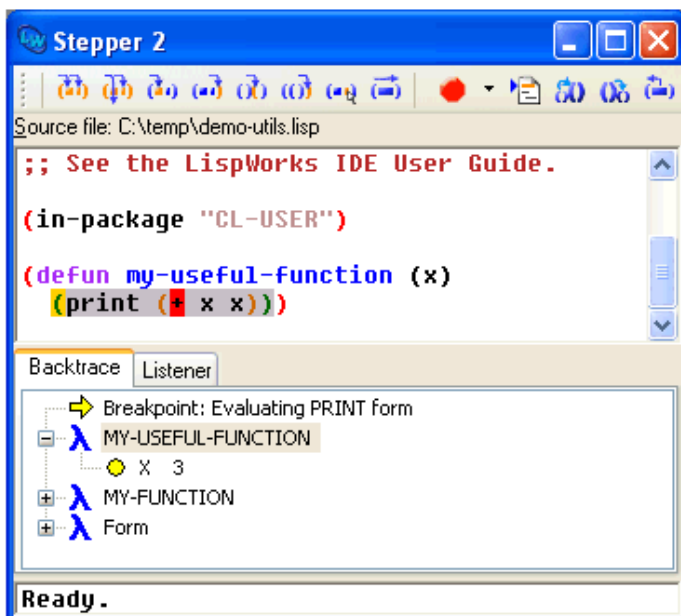 Stepper 2
Source file: C:\temp\demo-utils.lisp
;; See the LispWorks IDE User Guide.
(in-package "CL-USER")
(defun my-useful-function (x)
(print (+ x x)))
Backtrace Listener
Breakpoint: Evaluating PRINT form
λ MY-USEFUL-FUNCTION
X 3
λ MY-FUNCTION
λ Form
Ready.